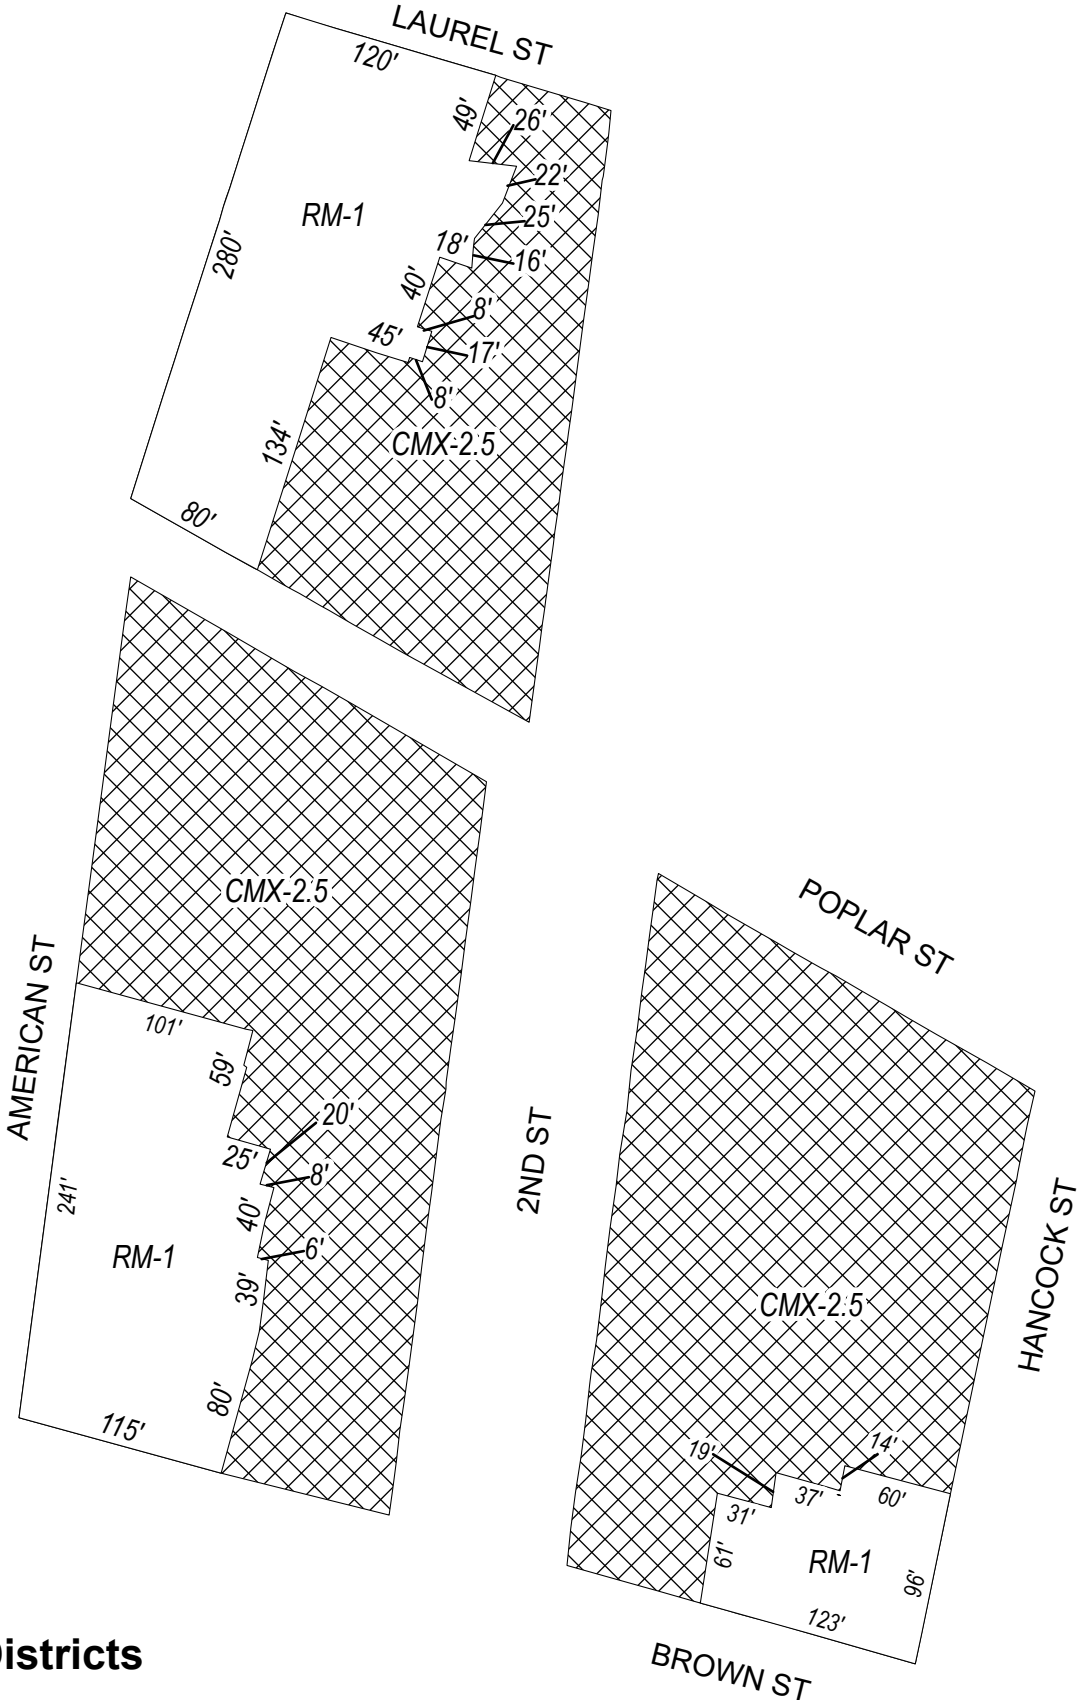 LAUREL ST
120'
49'
26'
22'
RM-1
25'
18'
16'
280'
40'
8'
45'
17'
8'
134'
CMX-2.5
80'
CMX-2.5
POPLAR ST
AMERICAN ST
101'
59'
20'
2ND ST
25'
8'
241'
40'
HANCOCK ST
RM-1
6'
39'
CMX-2.5
80'
115'
19'
14'
31'
37'
60'
61'
RM-1
96'
123'
istricts
BROWN ST